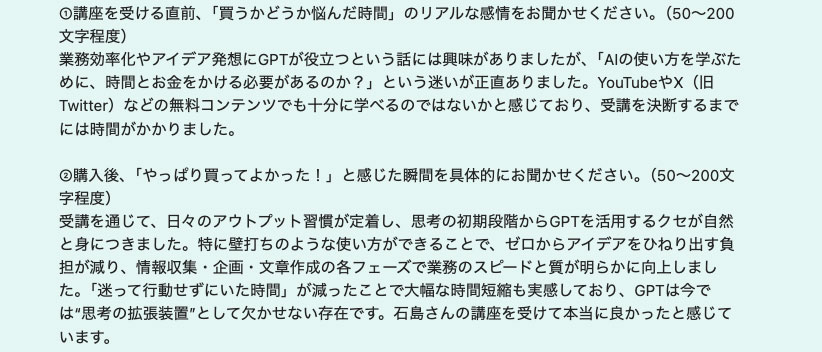 ①講座を受ける直前、「買うかどうか悩んだ時間」のリアルな感情をお聞かせください。（50〜200
文字程度）
業務効率化やアイデア発想にGPTが役立つという話には興味がありましたが、「AIの使い方を学ぶた
めに、時間とお金をかける必要があるのか？」という迷いが正直ありました。YouTubeやX（旧
Twitter）などの無料コンテンツでも十分に学べるのではないかと感じており、受講を決断するまで
には時間がかかりました。
②購入後、「やっぱり買ってよかった！」と感じた瞬間を具体的にお聞かせください。（50〜200文
字程度）
受講を通じて、日々のアウトプット習慣が定着し、思考の初期段階からGPTを活用するクセが自然
と身につきました。特に壁打ちのような使い方ができることで、ゼロからアイデアをひねり出す負
担が減り、情報収集・企画・文章作成の各フェーズで業務のスピードと質が明らかに向上しまし
た。「迷って行動せずにいた時間」が減ったことで大幅な時間短縮も実感しており、GPTは今で
は“思考の拡張装置”として欠かせない存在です。石島さんの講座を受けて本当に良かったと感じて
います。